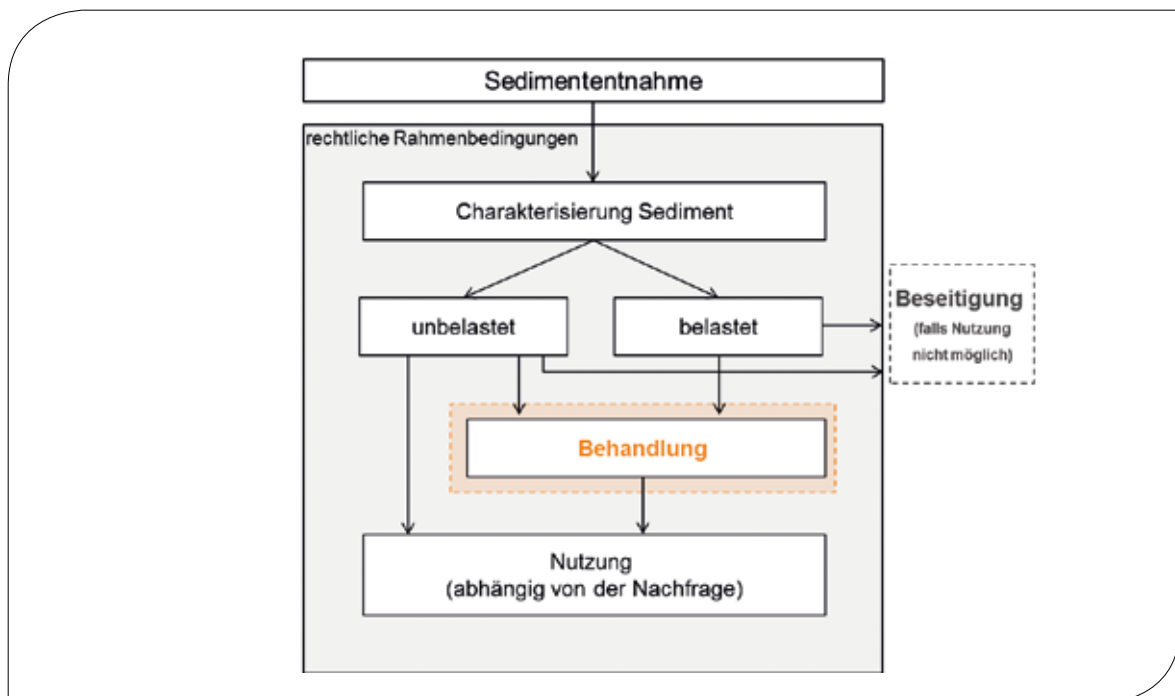 Sedimententnahme
rechtliche Rahmenbedingungen
Charakterisierung Sediment
unbelastet
belastet
Beseitigung
(falls Nutzung
nicht möglich)
Behandlung
Nutzung
(abhängig von der Nachfrage)